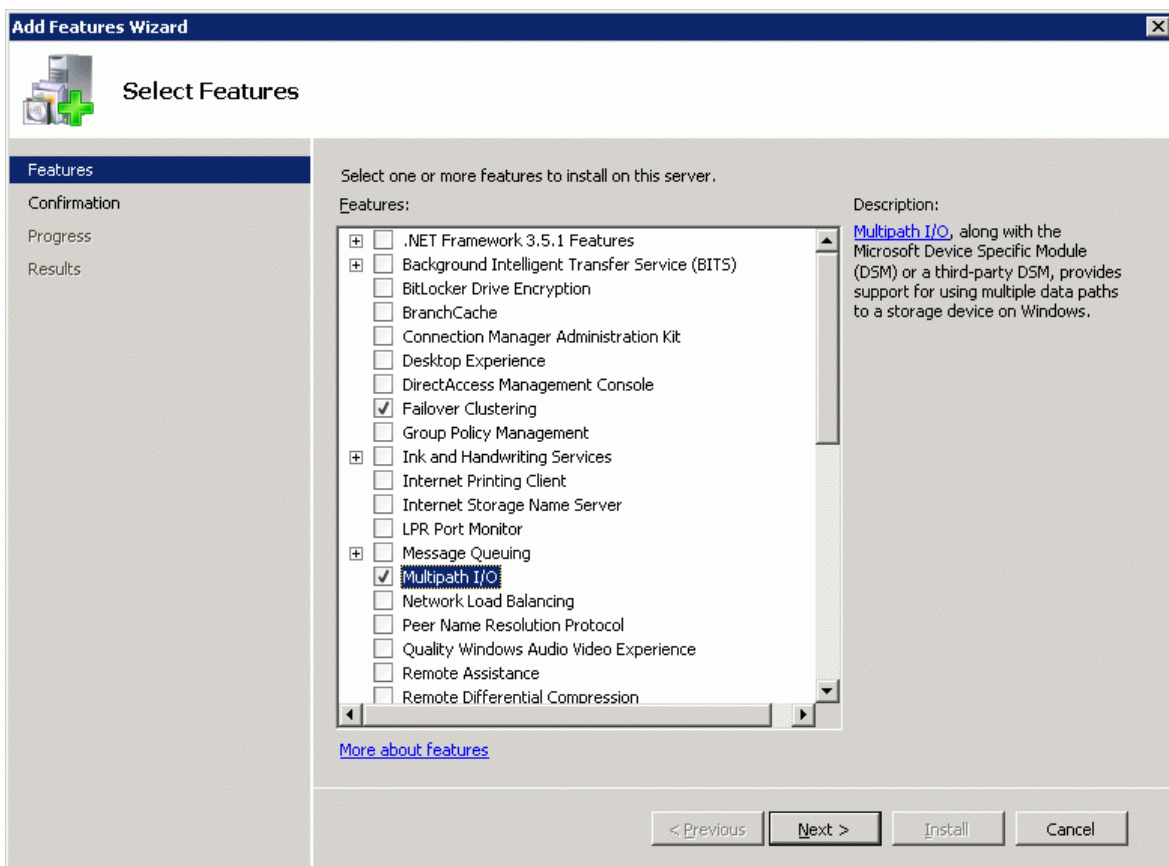 Add Features Wizard
Select Features
Features
Confirmation
Progress
Results
Select one or more features to install on this server.
Features:
.NET Framework 3.5.1 Features
Background Intelligent Transfer Service (BITS)
BitLocker Drive Encryption
BranchCache
Connection Manager Administration Kit
Desktop Experience
DirectAccess Management Console
Failover Clustering
Group Policy Management
Ink and Handwriting Services
Internet Printing Client
Internet Storage Name Server
LPR Port Monitor
Message Queuing
Multipath I/O
Network Load Balancing
Peer Name Resolution Protocol
Quality Windows Audio Video Experience
Remote Assistance
Remote Differential Compression
More about features
Description:
Multipath I/O, along with the
Microsoft Device Specific Module
(DSM) or a third-party DSM, provides
support for using multiple data paths
to a storage device on Windows.
< Previous
Next >
Install
Cancel